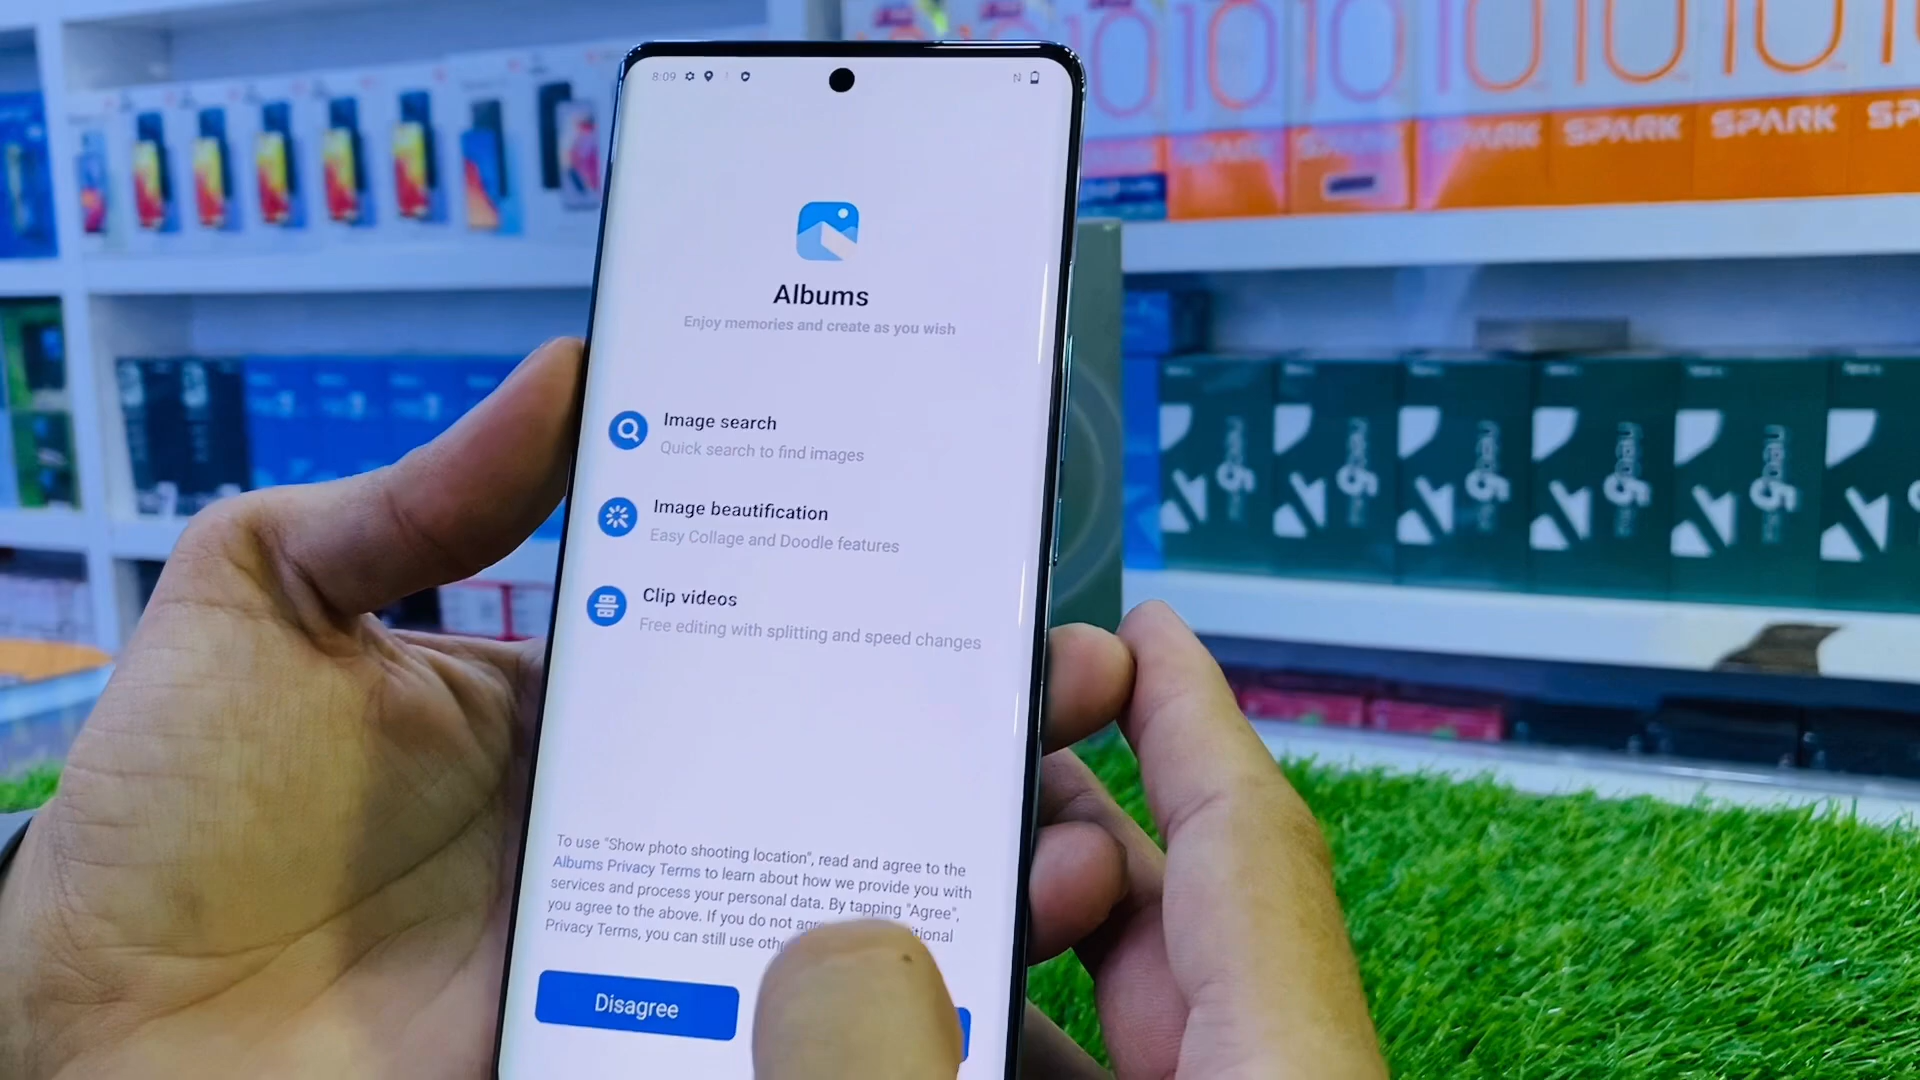 8:09
Albums
Enjoy memories and create as you wish
Image search
Quick search to find images
Image beautification
Easy Collage and Doodle features
Clip videos
Free editing with splitting and speed changes
To use "Show photo shooting location", read and agree to the
Albums Privacy Terms to learn about how we provide you with
services and process your personal data. By tapping "Agree",
you agree to the above. If you do not
Privacy Terms, you can still use
Disagree
10 10 10 10 10 10
SPARK SPARK SPARK SPARK